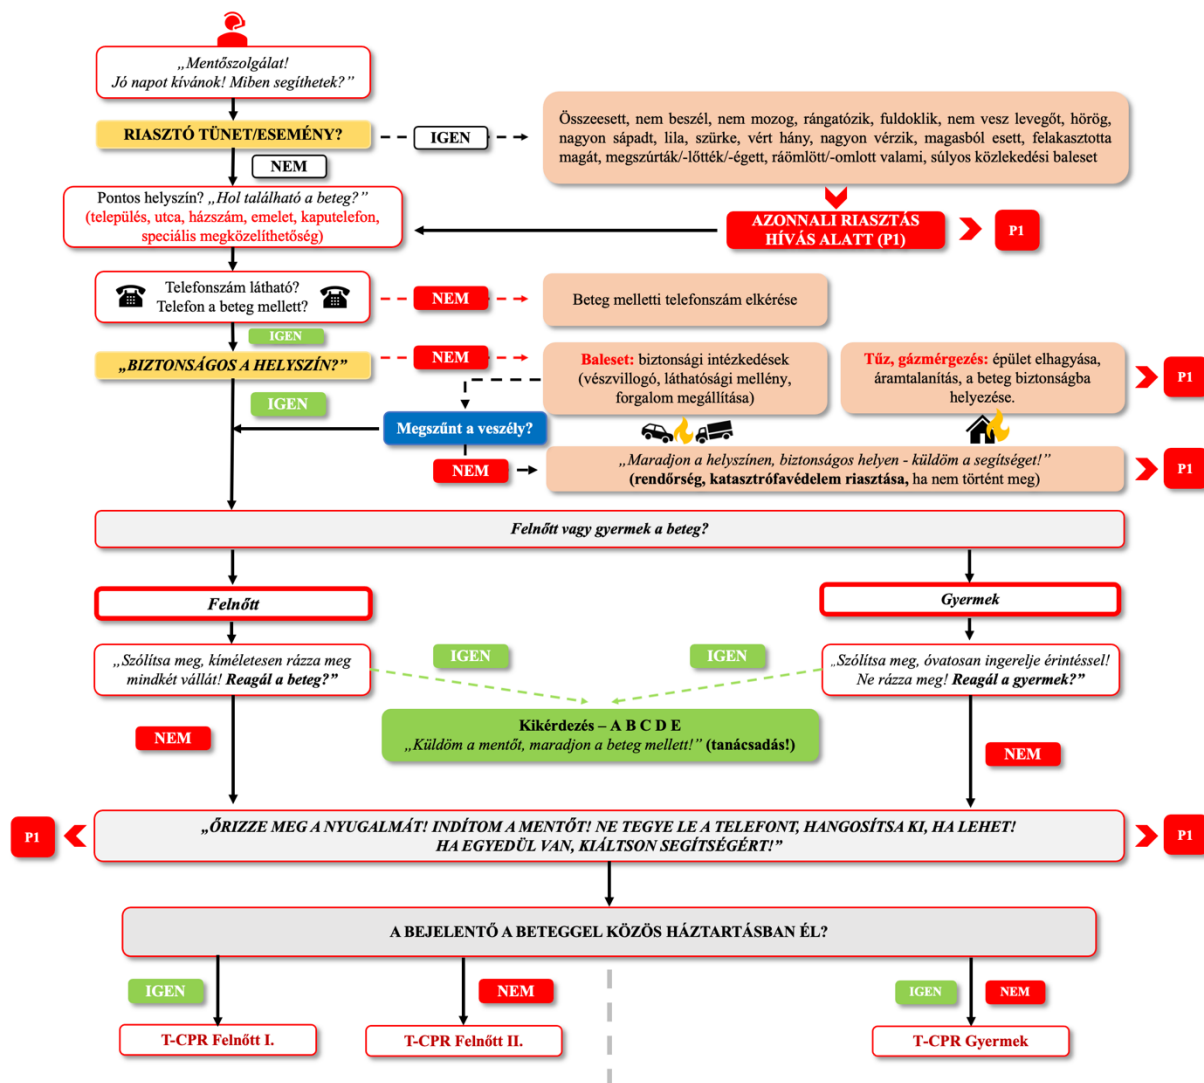 „Mentőszolgálat!
Jó napot kívánok! Miben segíthetek?”
RIASZTÓ TÜNET/ESEMÉNY?
IGEN
Összeesett, nem beszél, nem mozog, rángatózik, fuldoklik, nem vesz levegőt, hörög,
nagyon sápadt, lila, szürke, vért hány, nagyon vérzik, magasból esett, felakasztotta
magát, megszúrták/-lőtték/-égett, ráömlött/-omlott valami, súlyos közlekedési baleset
NEM
Pontos helyszín? „Hol található a beteg?”
(település, utca, házszám, emelet, kaputelefon,
speciális megközelíthetőség)
AZONNALI RIASZTÁS
HÍVÁS ALATT (P1)
P1
Telefonszám látható?
Telefon a beteg mellett?
NEM
Beteg melletti telefonszám elkérése
IGEN
„BIZTONSÁGOS A HELYSZÍN?”
NEM
Baleset: biztonsági intézkedések
(vészvillogó, láthatósági mellény,
forgalom megállítása)
Tűz, gázmérgezés: épület elhagyása,
áramtalanítás, a beteg biztonságba
helyezése.
P1
IGEN
Megszűnt a veszély?
NEM
„Maradjon a helyszínen, biztonságos helyen - küldöm a segítséget!”
(rendőrség, katasztrófavédelem riasztása, ha nem történt meg)
P1
Felnőtt vagy gyermek a beteg?
Felnőtt
Gyermek
„Szólítsa meg, kíméletesen rázza meg
mindkét vállát! Reagál a beteg?”
IGEN
IGEN
„Szólítsa meg, óvatosan ingerelje érintéssel!
Ne rázza meg! Reagál a gyermek?”
NEM
Kikérdezés – A B C D E
„Küldöm a mentőt, maradjon a beteg mellett!” (tanácsadás!)
NEM
P1
„ŐRIZZE MEG A NYUGALMÁT! INDÍTOM A MENTŐT! NE TEGYE LE A TELEFONT, HANGOSÍTSA KI, HA LEHET!
HA EGYEDÜL VAN, KIÁLTSON SEGÍTSÉGÉRT!”
P1
A BEJELENTŐ A BETEGGEL KÖZÖS HÁZTARTÁSBAN ÉL?
IGEN
NEM
IGEN
NEM
T-CPR Felnőtt I.
T-CPR Felnőtt II.
T-CPR Gyermek